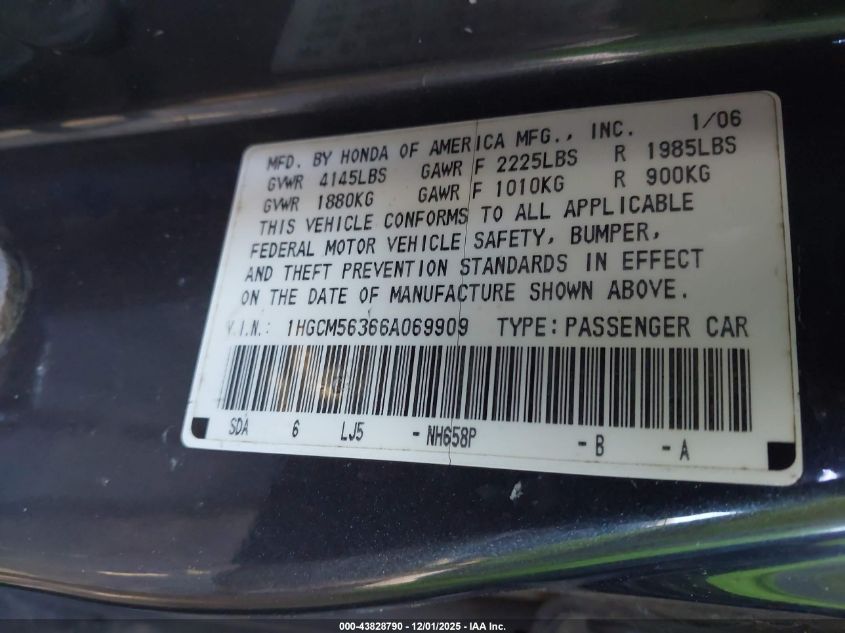 MFD. BY HONDA OF AMERICA MFG., INC. 1/06
GVWR 4145LBS GAWR F 2225LBS R 1985LBS
GVWR 1880KG GAWR F 1010KG R 900KG
THIS VEHICLE CONFORMS TO ALL APPLICABLE
FEDERAL MOTOR VEHICLE SAFETY, BUMPER,
AND THEFT PREVENTION STANDARDS IN EFFECT
ON THE DATE OF MANUFACTURE SHOWN ABOVE.
V.I.N.: 1HGCM56366A069909 TYPE: PASSENGER CAR
SDA 6 LJ5 -NH658P -B -A
000-43828790 - 12/01/2025 - IAA Inc.